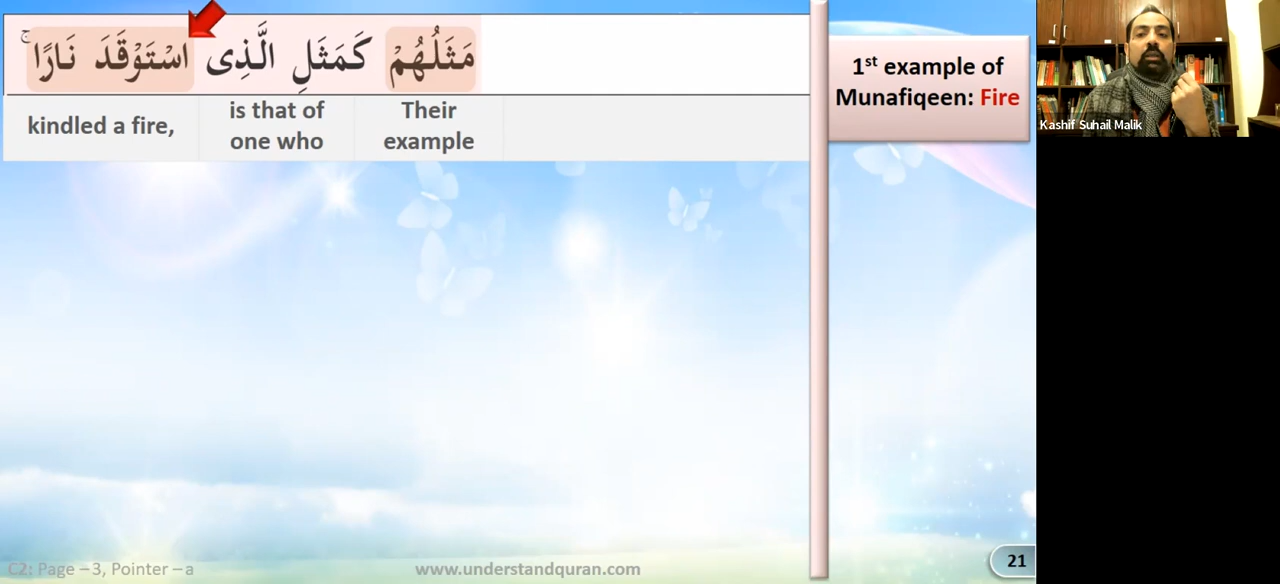 مَثَلُهُمْ كَمَثَلِ الَّذِى اسْتَوْقَدَ نَارًا ۚ
Their example
is that of one who
kindled a fire,
1st example of
Munafiqeen: Fire
Kashif Suhail Malik
C2: Page – 3, Pointer – a
www.understandquran.com
21